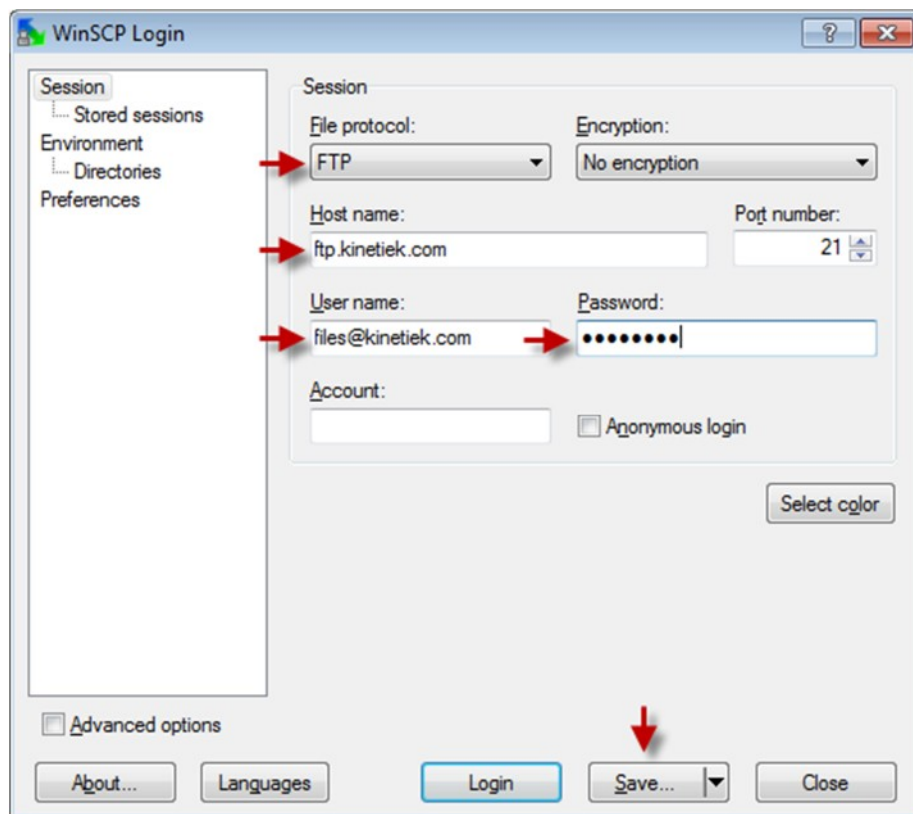 WinSCP Login
Session
Stored sessions
Environment
Directories
Preferences
Session
File protocol:
Encryption:
FTP
No encryption
Host name:
Port number:
ftp.kinetiek.com
21
User name:
Password:
files@kinetiek.com
••••••••
Account:
Anonymous login
Select color
Advanced options
About...
Languages
Login
Save...
Close